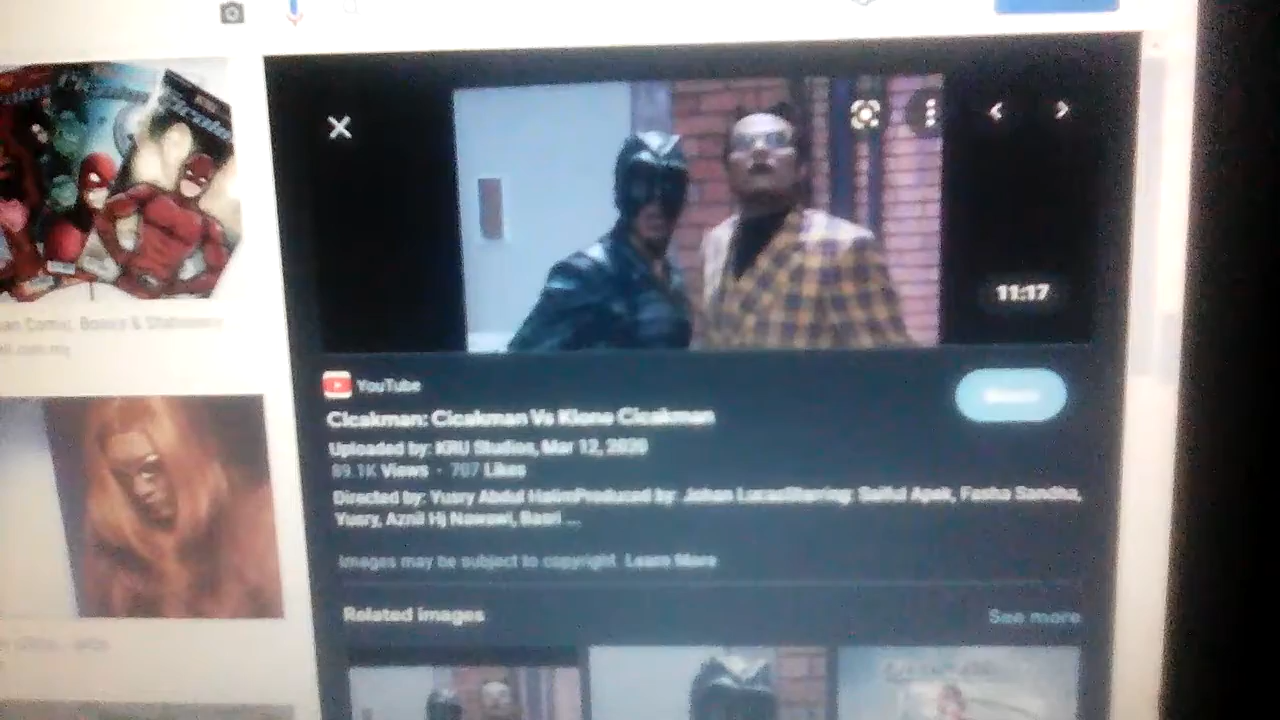 11:17
YouTube
Cicakman: Cicakman Vs Klone Cicakman
Uploaded by: KRU Studios, Mar 12, 2020
89.1K Views · 707 Likes
Directed by: Yusry Abdul HalimProduced by: Johan LucasStarring: Saiful Apek, Fasha Sandha,
Yusry, Aznil Hj Nawawi, Basri ...
Images may be subject to copyright. Learn More
Related images
See more